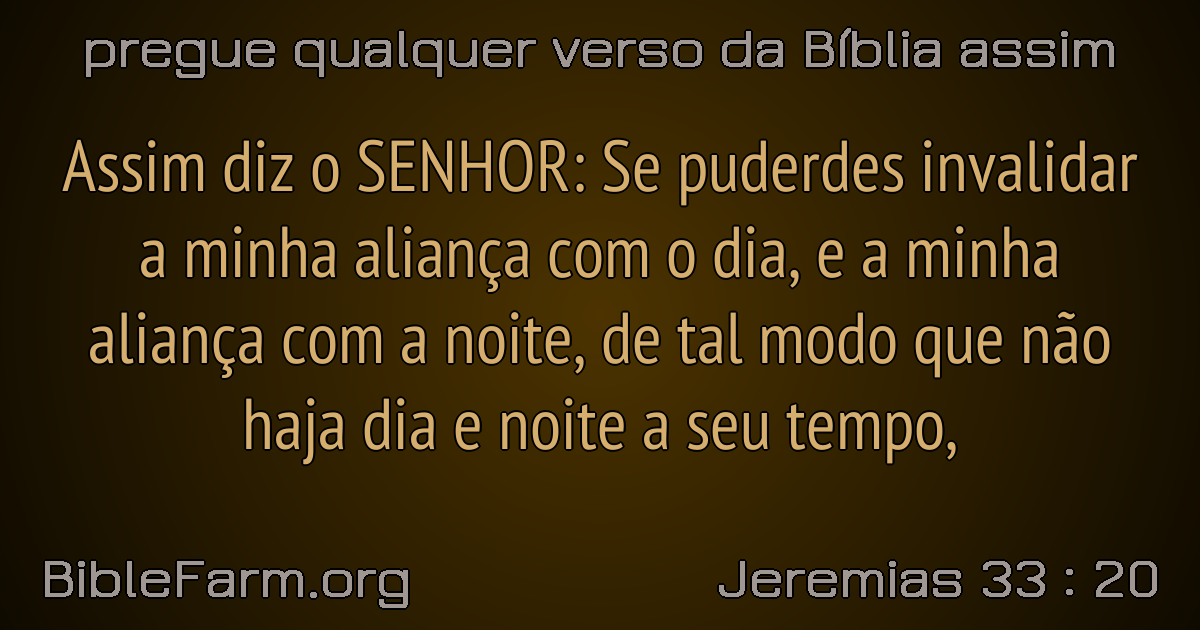 pregue qualquer verso da Bíblia assim
Assim diz o SENHOR: Se puderdes invalidar
a minha aliança com o dia, e a minha
aliança com a noite, de tal modo que não
haja dia e noite a seu tempo,
BibleFarm.org
Jeremias 33 : 20